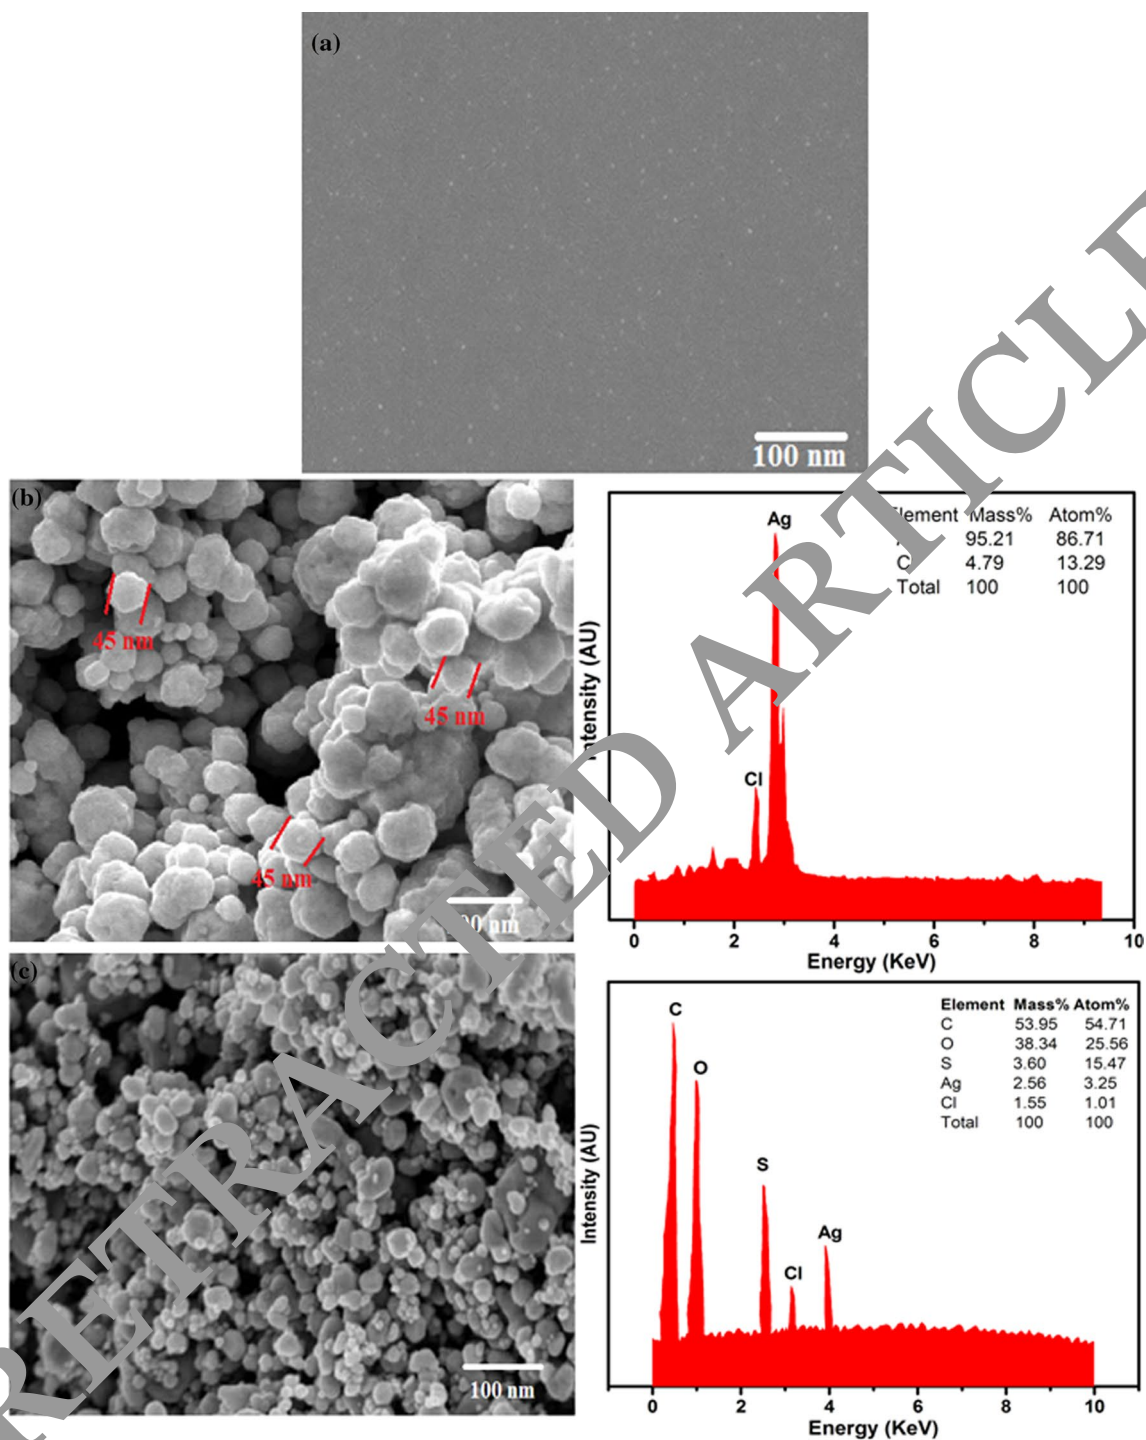 (a)
100 nm
(b)
45 nm
45 nm
45 nm
nm
Ag
Cl
Element Mass% Atom%
95.21 86.71
4.79 13.29
Total 100 100
Intensity (AU)
0 2 4 6 8 10
Energy (KeV)
(c)
100 nm
C
O
S
Cl
Ag
Element Mass% Atom%
C 53.95 54.71
O 38.34 25.56
S 3.60 15.47
Ag 2.56 3.25
Cl 1.55 1.01
Total 100 100
Intensity (AU)
0 2 4 6 8 10
Energy (KeV)
RETRACTED ARTICLE